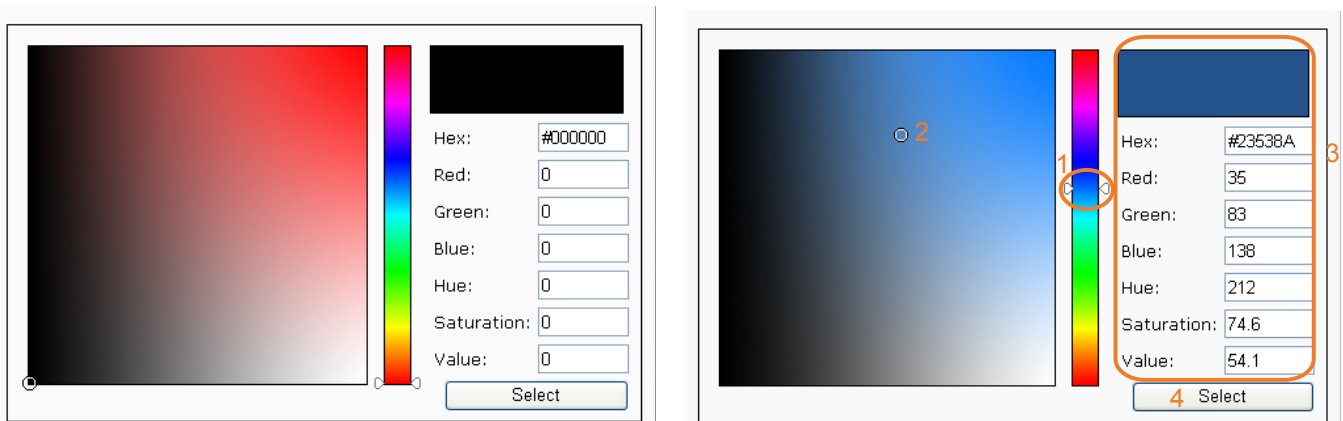 Hex: #000000
Red: 0
Green: 0
Blue: 0
Hue: 0
Saturation: 0
Value: 0
Select
2
1
3
Hex: #23538A
Red: 35
Green: 83
Blue: 138
Hue: 212
Saturation: 74.6
Value: 54.1
4 Select